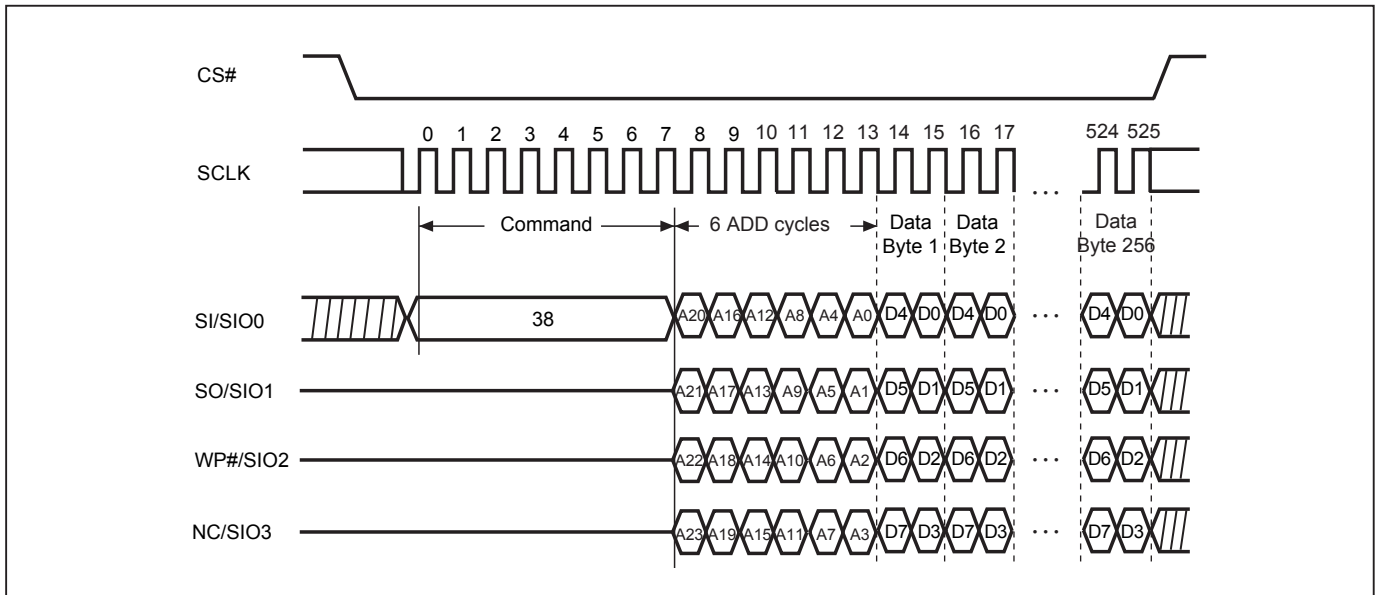 CS#
0 1 2 3 4 5 6 7 8 9 10 11 12 13 14 15 16 17 524 525
SCLK
...
Command 6 ADD cycles Data Byte 1 Data Byte 2 Data Byte 256
SI/SIO0 38 A20 A16 A12 A8 A4 A0 D4 D0 D4 D0 ... D4 D0
SO/SIO1 A21 A17 A13 A9 A5 A1 D5 D1 D5 D1 ... D5 D1
WP#/SIO2 A22 A18 A14 A10 A6 A2 D6 D2 D6 D2 ... D6 D2
NC/SIO3 A23 A19 A15 A11 A7 A3 D7 D3 D7 D3 ... D7 D3